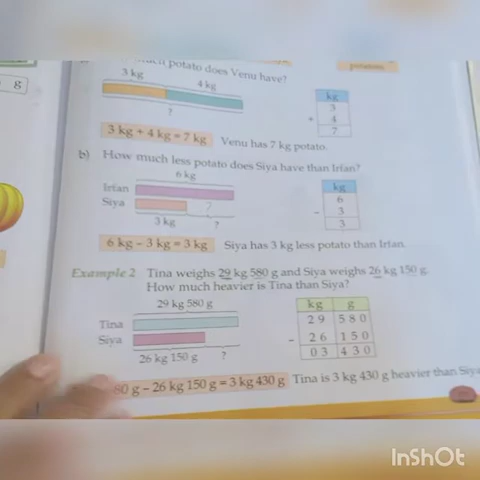 g
potato does Venu have?
3 kg
4 kg
?
kg
3
+ 4
7
3 kg + 4 kg = 7 kg Venu has 7 kg potato.
b) How much less potato does Siya have than Irfan?
6 kg
Irfan
Siya
?
3 kg ?
kg
6
- 3
3
6 kg – 3 kg = 3 kg Siya has 3 kg less potato than Irfan.
Example 2 Tina weighs 29 kg 580 g and Siya weighs 26 kg 150 g.
How much heavier is Tina than Siya?
29 kg 580 g
Tina
Siya
26 kg 150 g ?
kg g
29 580
- 26 150
03 430
80 g – 26 kg 150 g = 3 kg 430 g Tina is 3 kg 430 g heavier than Siya
InShOt